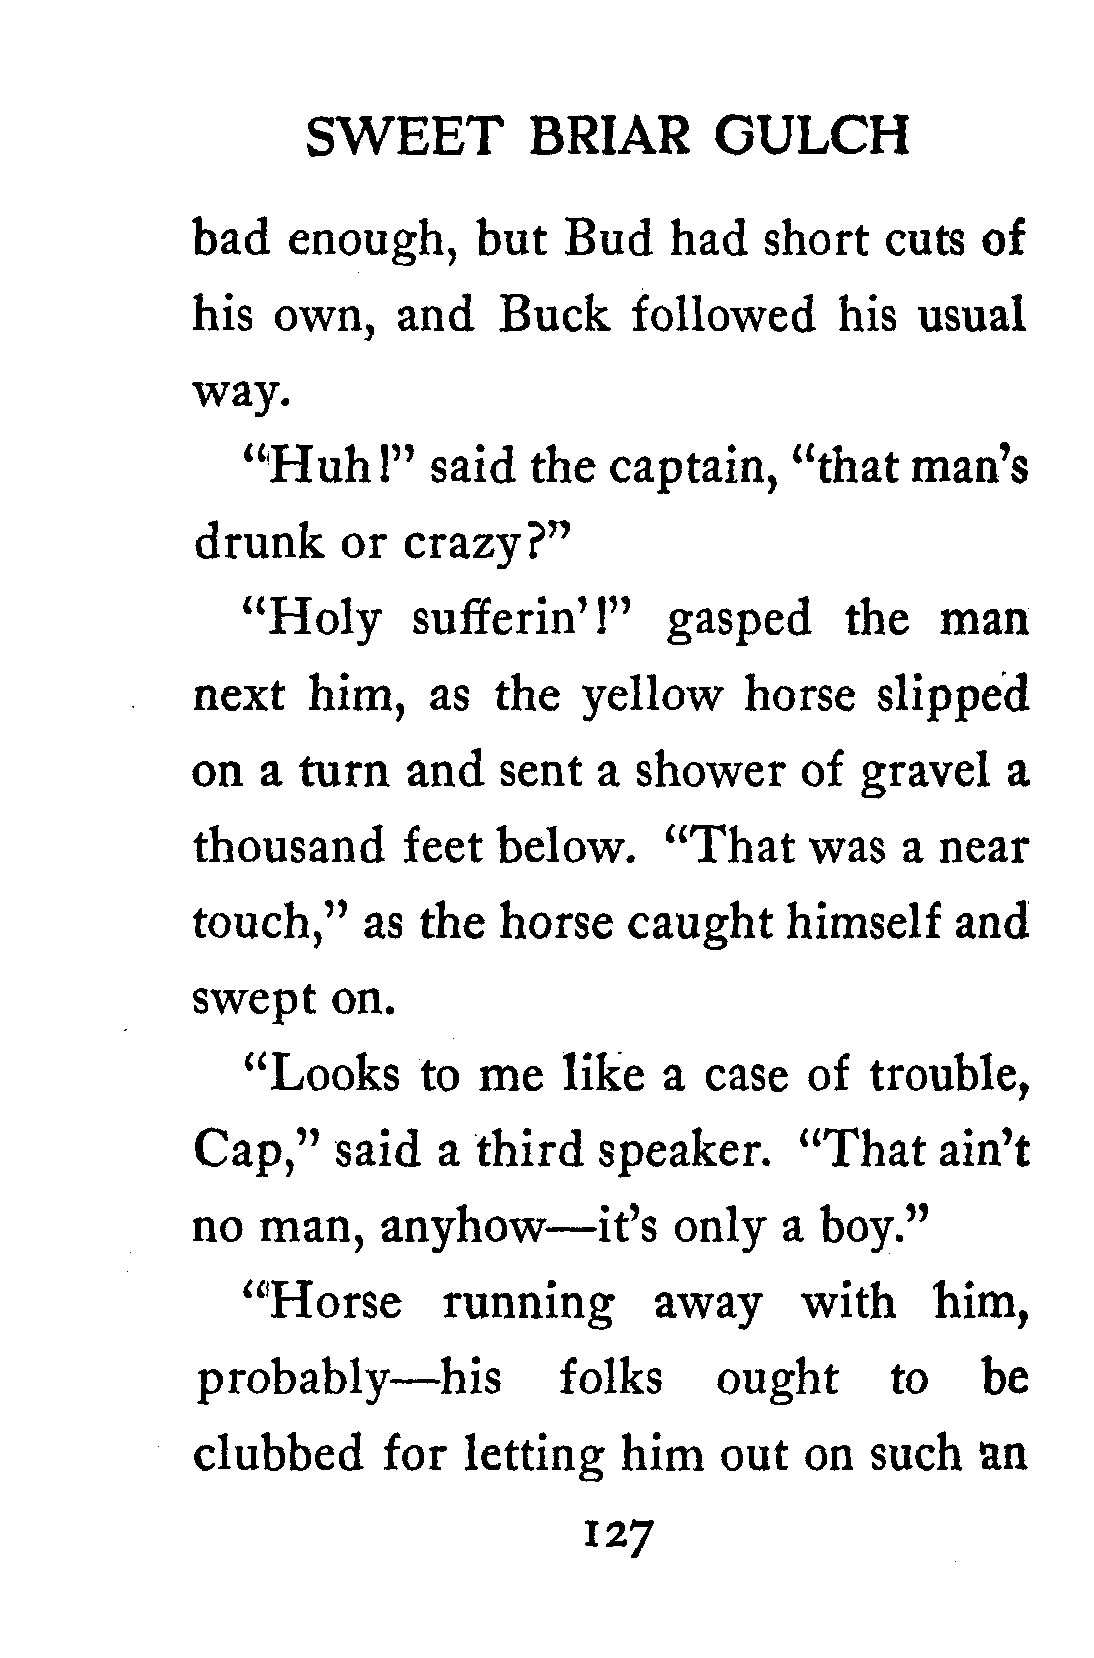 SWEET BRIAR GULCH
bad enough, but Bud had short cuts of
his own, and Buck followed his usual
way.
“Huh!” said the captain, “that man’s
drunk or crazy?”
“Holy sufferin’!” gasped the man
next him, as the yellow horse slipped
on a turn and sent a shower of gravel a
thousand feet below. “That was a near
touch,” as the horse caught himself and
swept on.
“Looks to me like a case of trouble,
Cap,” said a third speaker. “That ain’t
no man, anyhow—it’s only a boy.”
“Horse running away with him,
probably—his folks ought to be
clubbed for letting him out on such an
127